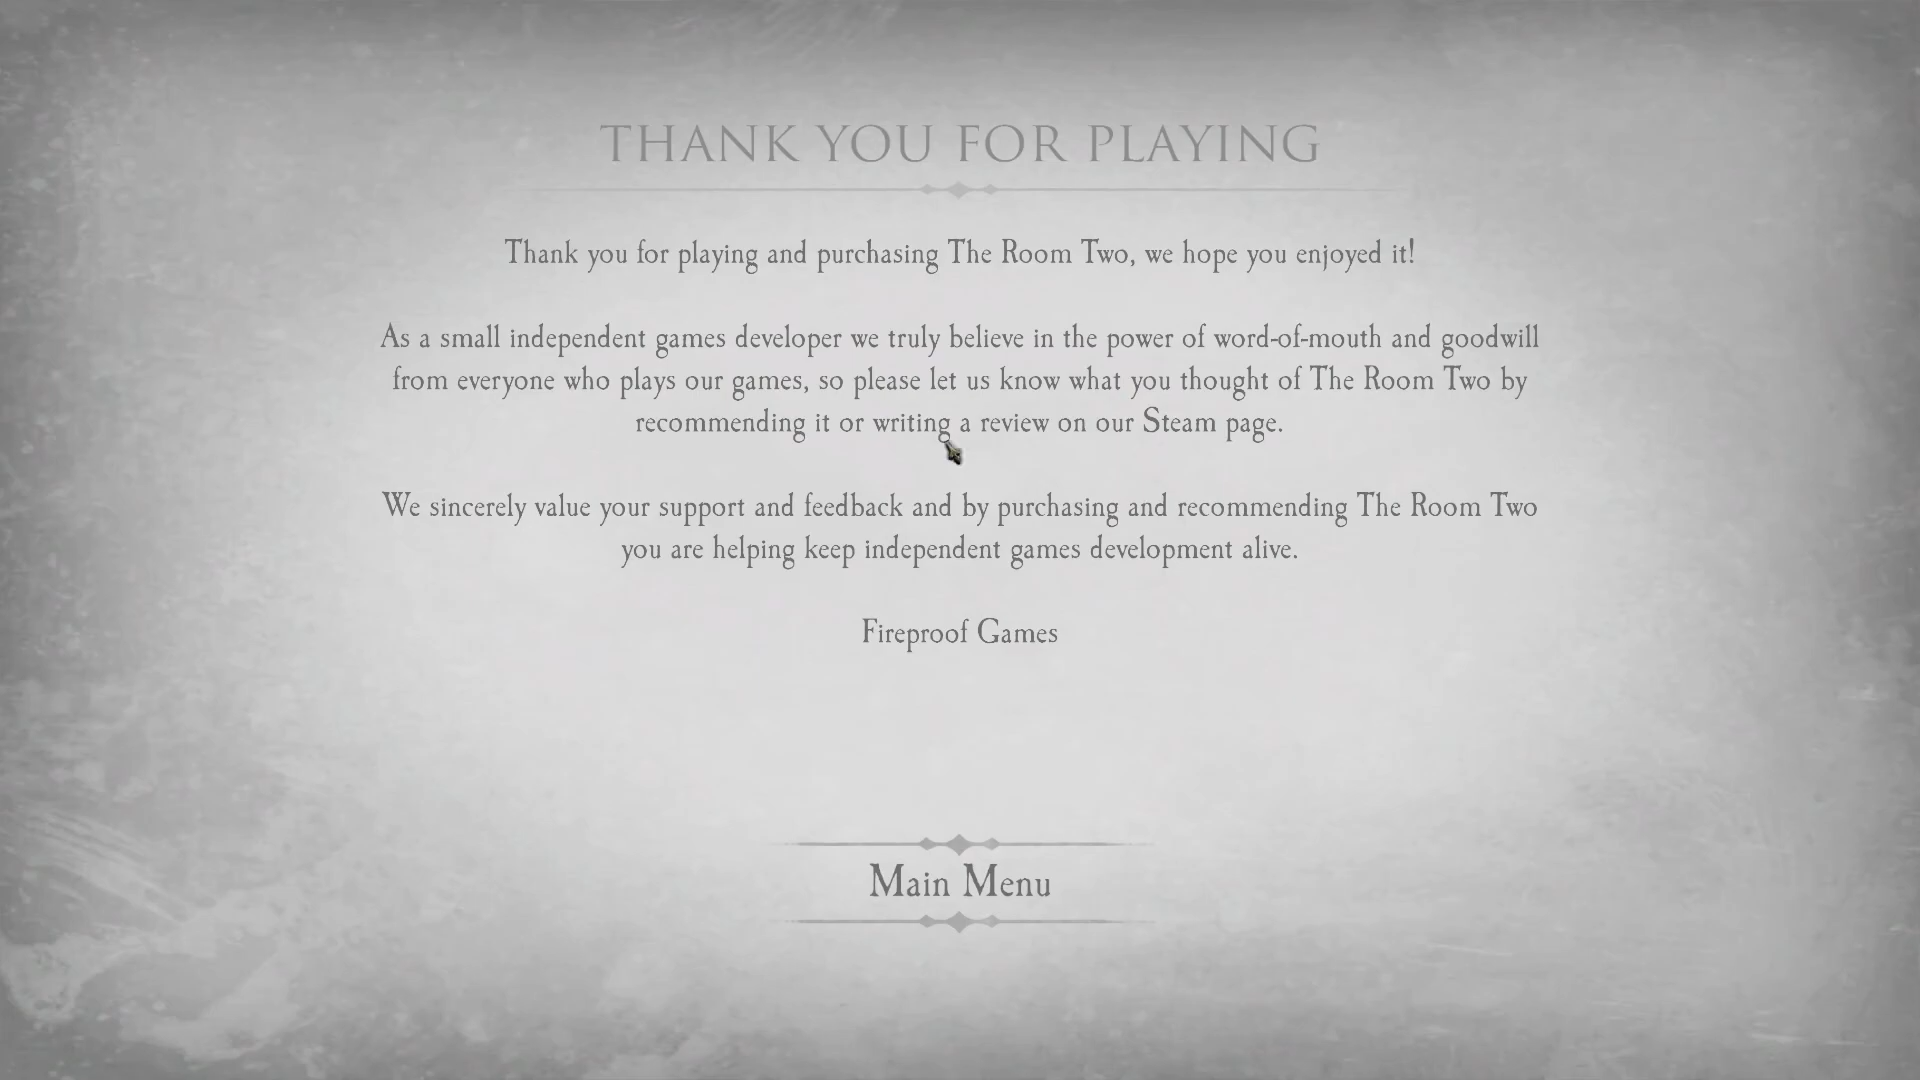 THANK YOU FOR PLAYING
Thank you for playing and purchasing The Room Two, we hope you enjoyed it!
As a small independent games developer we truly believe in the power of word-of-mouth and goodwill
from everyone who plays our games, so please let us know what you thought of The Room Two by
recommending it or writing a review on our Steam page.
We sincerely value your support and feedback and by purchasing and recommending The Room Two
you are helping keep independent games development alive.
Fireproof Games
Main Menu